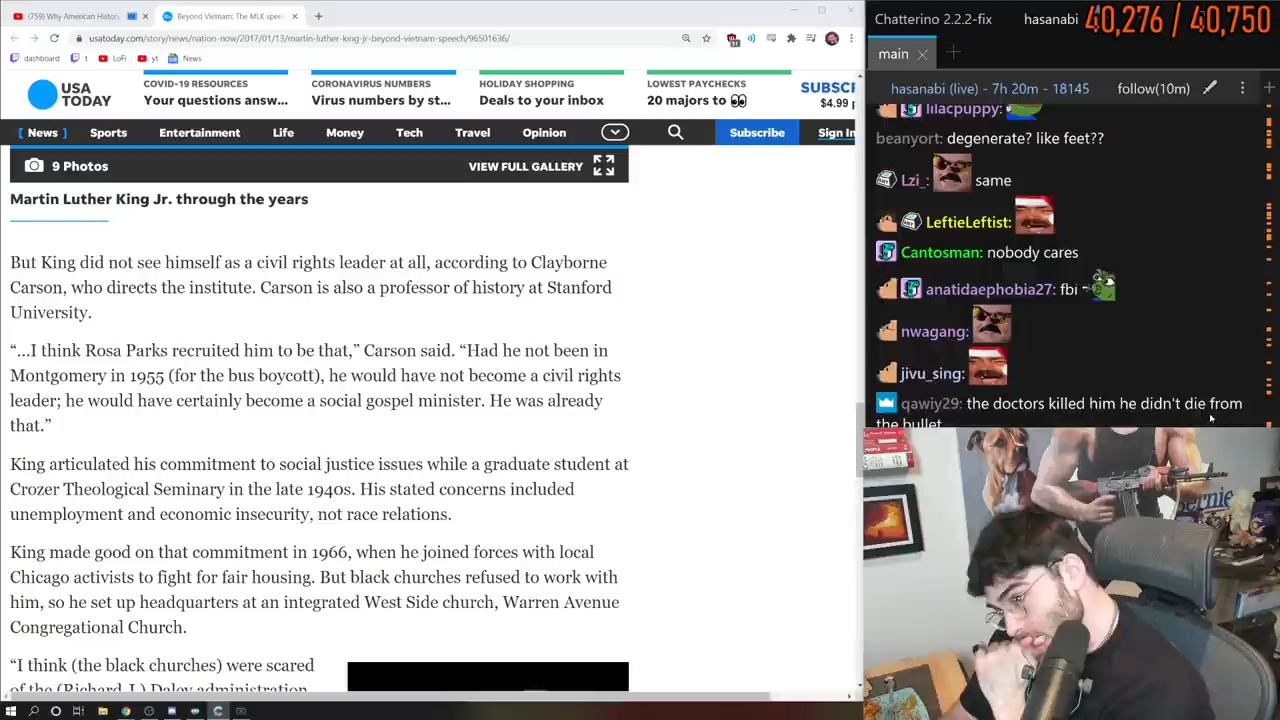 (759) Why American History
Beyond Vietnam: The MLK spee
usatoday.com/story/news/nation-now/2017/01/13/martin-luther-king-jr-beyond-vietnam-speech/96501636/
dashboard
t
LoFi
yt
News
USA
TODAY
COVID-19 RESOURCES
Your questions answ...
CORONAVIRUS NUMBERS
Virus numbers by st...
HOLIDAY SHOPPING
Deals to your inbox
LOWEST PAYCHECKS
20 majors to 👀
SUBSC
$4.99 p
[ News ]
Sports
Entertainment
Life
Money
Tech
Travel
Opinion
Subscribe
Sign In
9 Photos
VIEW FULL GALLERY
Martin Luther King Jr. through the years
But King did not see himself as a civil rights leader at all, according to Clayborne
Carson, who directs the institute. Carson is also a professor of history at Stanford
University.
“...I think Rosa Parks recruited him to be that,” Carson said. “Had he not been in
Montgomery in 1955 (for the bus boycott), he would have not become a civil rights
leader; he would have certainly become a social gospel minister. He was already
that.”
King articulated his commitment to social justice issues while a graduate student at
Crozer Theological Seminary in the late 1940s. His stated concerns included
unemployment and economic insecurity, not race relations.
King made good on that commitment in 1966, when he joined forces with local
Chicago activists to fight for fair housing. But black churches refused to work with
him, so he set up headquarters at an integrated West Side church, Warren Avenue
Congregational Church.
“I think (the black churches) were scared
of the (Richard J.) Daley administration
Chatterino 2.2.2-fix
hasanabi
40,276 / 40,750
main
hasanabi (live) - 7h 20m - 18145
follow(10m)
lilacpuppy:
beanyort: degenerate? like feet??
Lzi_: same
LeftieLeftist:
Cantosman: nobody cares
anatidaephobia27: fbi
nwagang:
jivu_sing:
qawiy29: the doctors killed him he didn't die from
the bullet
Bernie